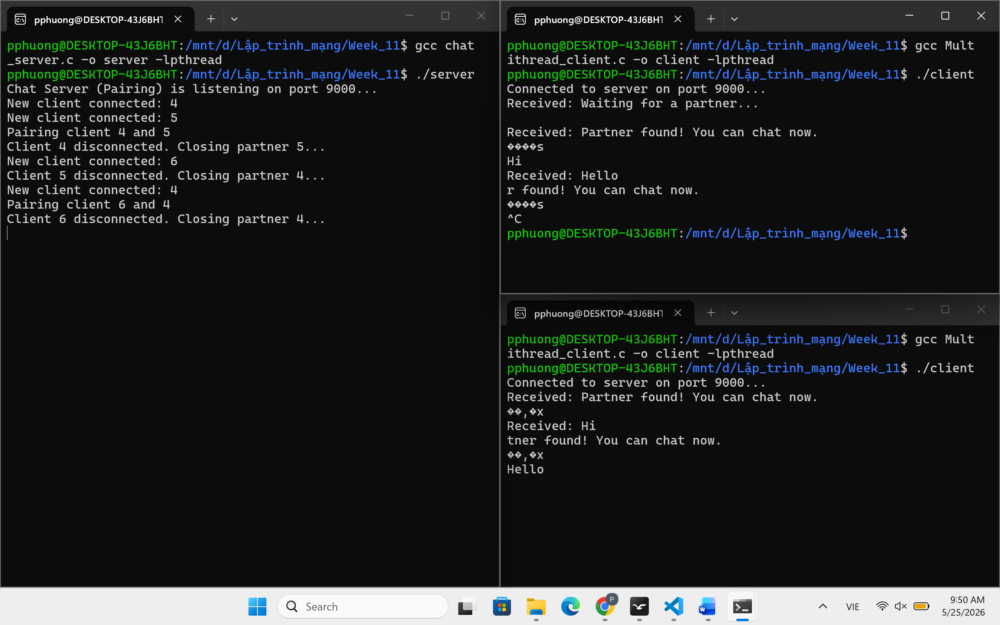 pphuong@DESKTOP-43J6BHT
pphuong@DESKTOP-43J6BHT:/mnt/d/Lập_trình_mạng/Week_11$ gcc chat
_server.c -o server -lpthread
pphuong@DESKTOP-43J6BHT:/mnt/d/Lập_trình_mạng/Week_11$ ./server
Chat Server (Pairing) is listening on port 9000...
New client connected: 4
New client connected: 5
Pairing client 4 and 5
Client 4 disconnected. Closing partner 5...
New client connected: 6
Client 5 disconnected. Closing partner 4...
New client connected: 4
Pairing client 6 and 4
Client 6 disconnected. Closing partner 4...
pphuong@DESKTOP-43J6BHT
pphuong@DESKTOP-43J6BHT:/mnt/d/Lập_trình_mạng/Week_11$ gcc Mult
ithread_client.c -o client -lpthread
pphuong@DESKTOP-43J6BHT:/mnt/d/Lập_trình_mạng/Week_11$ ./client
Connected to server on port 9000...
Received: Waiting for a partner...
Received: Partner found! You can chat now.
����s
Hi
Received: Hello
r found! You can chat now.
����s
^C
pphuong@DESKTOP-43J6BHT:/mnt/d/Lập_trình_mạng/Week_11$
pphuong@DESKTOP-43J6BHT
pphuong@DESKTOP-43J6BHT:/mnt/d/Lập_trình_mạng/Week_11$ gcc Mult
ithread_client.c -o client -lpthread
pphuong@DESKTOP-43J6BHT:/mnt/d/Lập_trình_mạng/Week_11$ ./client
Connected to server on port 9000...
Received: Partner found! You can chat now.
��,�x
Received: Hi
tner found! You can chat now.
��,�x
Hello
Search
P
W
VIE
9:50 AM
5/25/2026